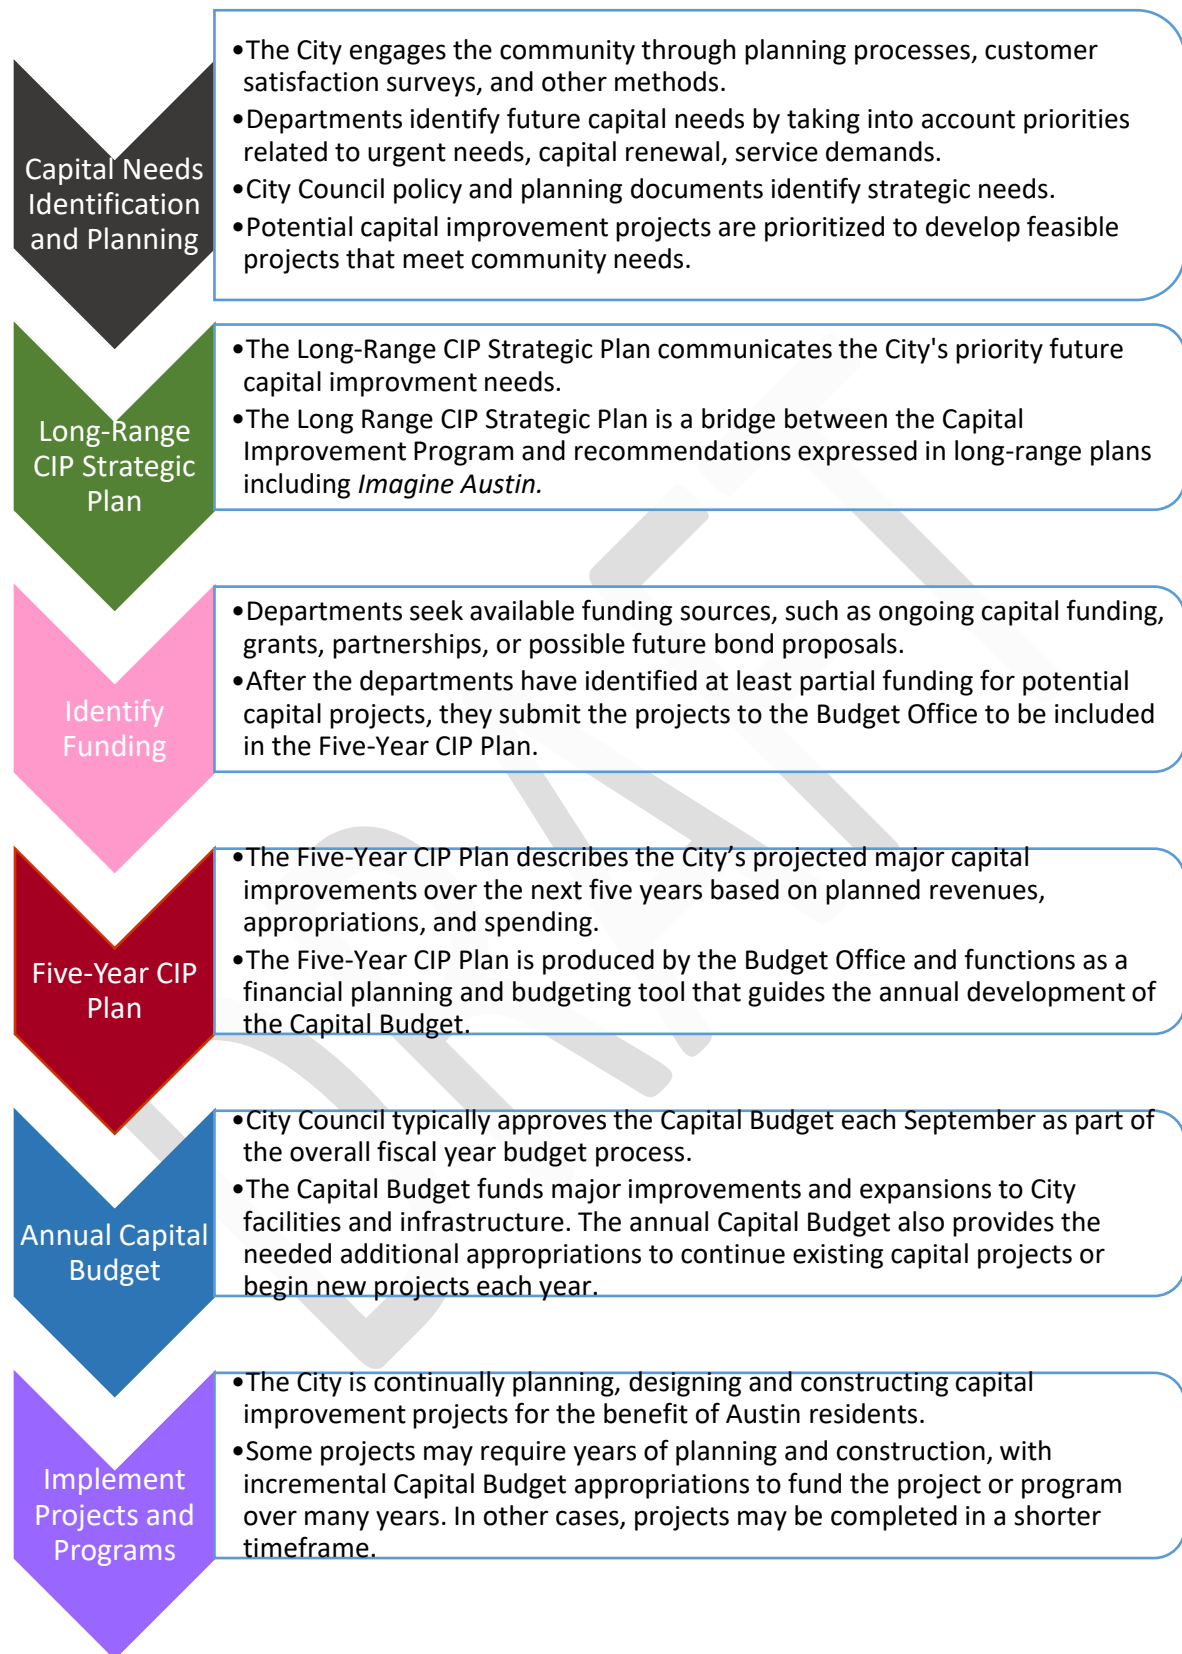 •The City engages the community through planning processes, customer
satisfaction surveys, and other methods.
•Departments identify future capital needs by taking into account priorities
related to urgent needs, capital renewal, service demands.
•City Council policy and planning documents identify strategic needs.
•Potential capital improvement projects are prioritized to develop feasible
projects that meet community needs.
Capital Needs
Identification
and Planning
•The Long-Range CIP Strategic Plan communicates the City's priority future
capital improvment needs.
•The Long Range CIP Strategic Plan is a bridge between the Capital
Improvement Program and recommendations expressed in long-range plans
including Imagine Austin.
Long-Range
CIP Strategic
Plan
•Departments seek available funding sources, such as ongoing capital funding,
grants, partnerships, or possible future bond proposals.
•After the departments have identified at least partial funding for potential
capital projects, they submit the projects to the Budget Office to be included
in the Five-Year CIP Plan.
Identify
Funding
•The Five-Year CIP Plan describes the City’s projected major capital
improvements over the next five years based on planned revenues,
appropriations, and spending.
•The Five-Year CIP Plan is produced by the Budget Office and functions as a
financial planning and budgeting tool that guides the annual development of
the Capital Budget.
Five-Year CIP
Plan
•City Council typically approves the Capital Budget each September as part of
the overall fiscal year budget process.
•The Capital Budget funds major improvements and expansions to City
facilities and infrastructure. The annual Capital Budget also provides the
needed additional appropriations to continue existing capital projects or
begin new projects each year.
Annual Capital
Budget
•The City is continually planning, designing and constructing capital
improvement projects for the benefit of Austin residents.
•Some projects may require years of planning and construction, with
incremental Capital Budget appropriations to fund the project or program
over many years. In other cases, projects may be completed in a shorter
timeframe.
Implement
Projects and
Programs
DRAFT